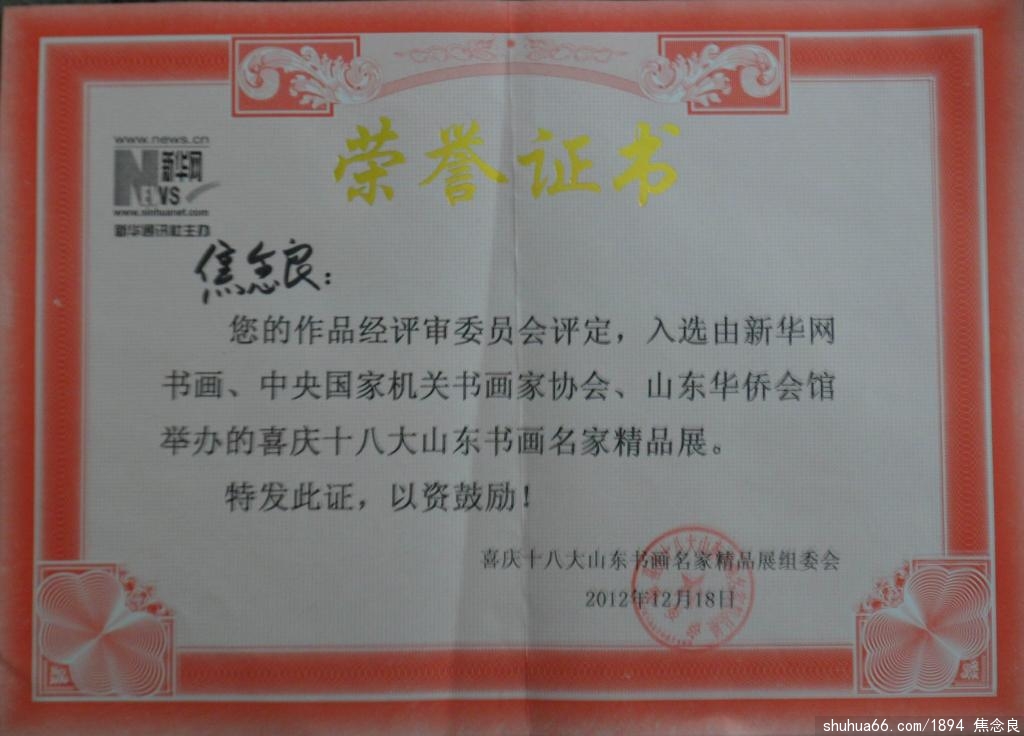 荣誉证书
www.news.cn
新华网
NEWS
www.xinhuanet.com
新华通讯社主办
焦念良：
您的作品经评审委员会评定，入选由新华网
书画、中央国家机关书画家协会、山东华侨会馆
举办的喜庆十八大山东书画名家精品展。
特发此证，以资鼓励！
喜庆十八大山东书画名家精品展组委会
2012年12月18日
shuhua66.com/1894 焦念良